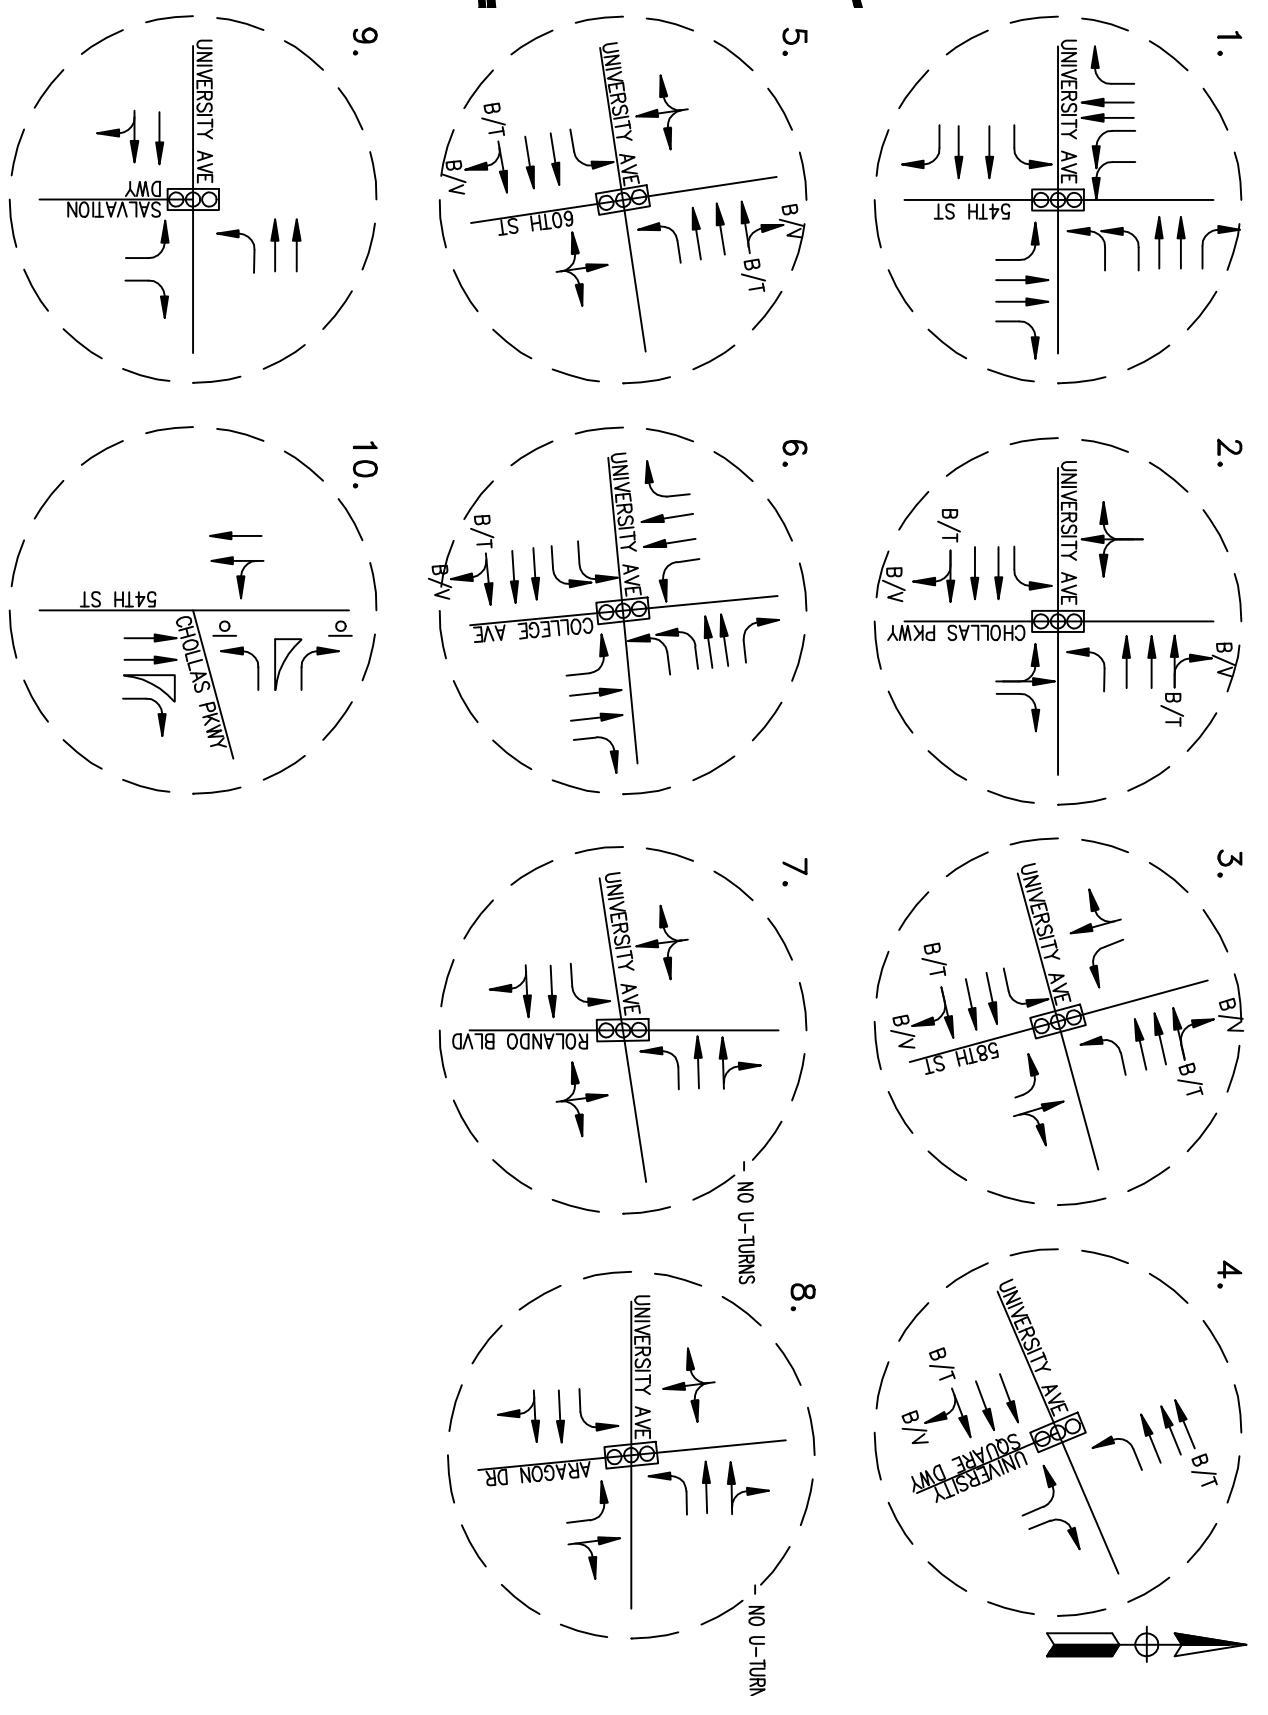 1.
UNIVERSITY AVE
54TH ST
2.
UNIVERSITY AVE
CHOLLAS PKWY
B/T
B/V
B/V
B/T
3.
UNIVERSITY AVE
58TH ST
B/T
B/V
B/V
B/T
4.
UNIVERSITY AVE
UNIVERSITY
SQUARE DWY
B/T
B/V
B/T
5.
UNIVERSITY AVE
60TH ST
B/T
B/V
B/V
B/T
6.
UNIVERSITY AVE
COLLEGE AVE
B/T
B/V
7.
UNIVERSITY AVE
ROLANDO BLVD
- NO U-TURNS
8.
UNIVERSITY AVE
ARAGON DR
- NO U-TURN
9.
UNIVERSITY AVE
SALVATION
DWY
10.
54TH ST
CHOLLAS PKWY